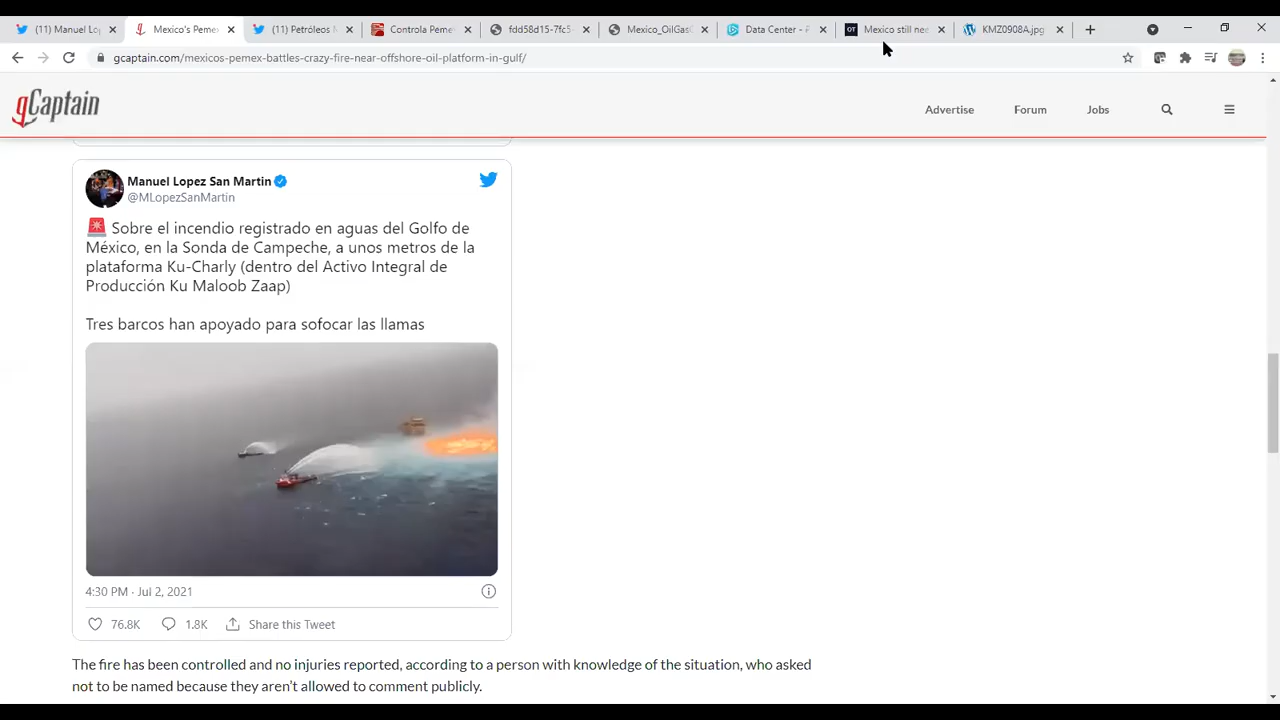 (11) Manuel Lo
Mexico's Peme
(11) Petróleos M
Controla Peme
fdd58d15-7fc5
Mexico_OilGasC
Data Center - P
Mexico still nee
KMZ0908A.jpg
gcaptain.com/mexicos-pemex-battles-crazy-fire-near-offshore-oil-platform-in-gulf/
gCaptain
Advertise
Forum
Jobs
Manuel Lopez San Martin
@MLopezSanMartin
Sobre el incendio registrado en aguas del Golfo de
México, en la Sonda de Campeche, a unos metros de la
plataforma Ku-Charly (dentro del Activo Integral de
Producción Ku Maloob Zaap)
Tres barcos han apoyado para sofocar las llamas
4:30 PM · Jul 2, 2021
76.8K
1.8K
Share this Tweet
The fire has been controlled and no injuries reported, according to a person with knowledge of the situation, who asked
not to be named because they aren't allowed to comment publicly.